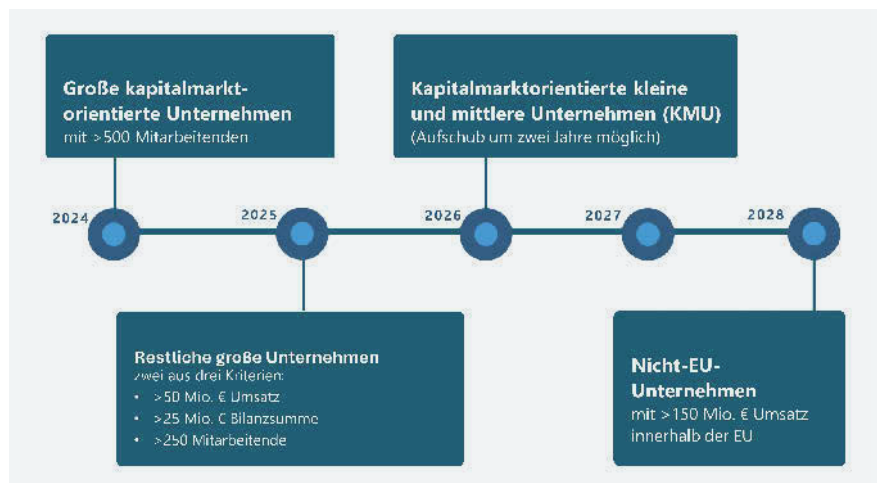 Große kapitalmarkt-
orientierte Unternehmen
mit >500 Mitarbeitenden
Kapitalmarktorientierte kleine
und mittlere Unternehmen (KMU)
(Aufschub um zwei Jahre möglich)
2024
2025
2026
2027
2028
Restliche große Unternehmen
zwei aus drei Kriterien:
• >50 Mio. € Umsatz
• >25 Mio. € Bilanzsumme
• >250 Mitarbeitende
Nicht-EU-
Unternehmen
mit >150 Mio. € Umsatz
innerhalb der EU